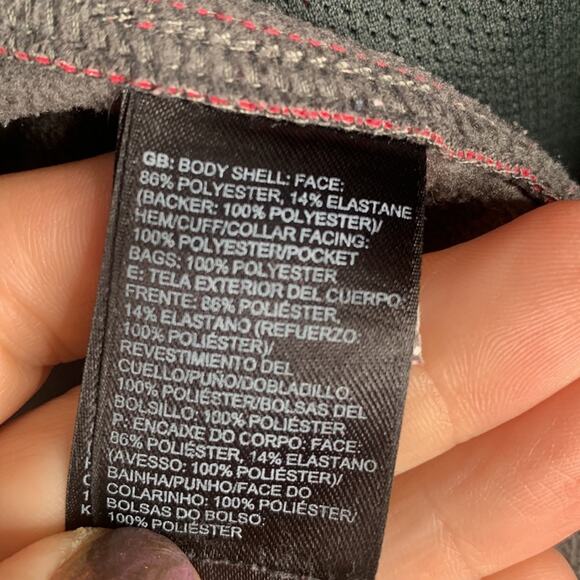 GB: BODY SHELL: FACE:
86% POLYESTER, 14% ELASTANE
(BACKER: 100% POLYESTER)/
HEM/CUFF/COLLAR FACING:
100% POLYESTER/POCKET
BAGS: 100% POLYESTER
E: TELA EXTERIOR DEL CUERPO:
FRENTE: 86% POLIÉSTER,
14% ELASTANO (REFUERZO:
100% POLIÉSTER)/
REVESTIMIENTO DEL
CUELLO/PUÑO/DOBLADILLO:
100% POLIÉSTER/BOLSAS DEL
BOLSILLO: 100% POLIÉSTER
P: ENCAIXE DO CORPO: FACE:
86% POLIÉSTER, 14% ELASTANO
(AVESSO: 100% POLIÉSTER)/
BAINHA/PUNHO/FACE DO
COLARINHO: 100% POLIÉSTER/
BOLSAS DO BOLSO:
100% POLIÉSTER